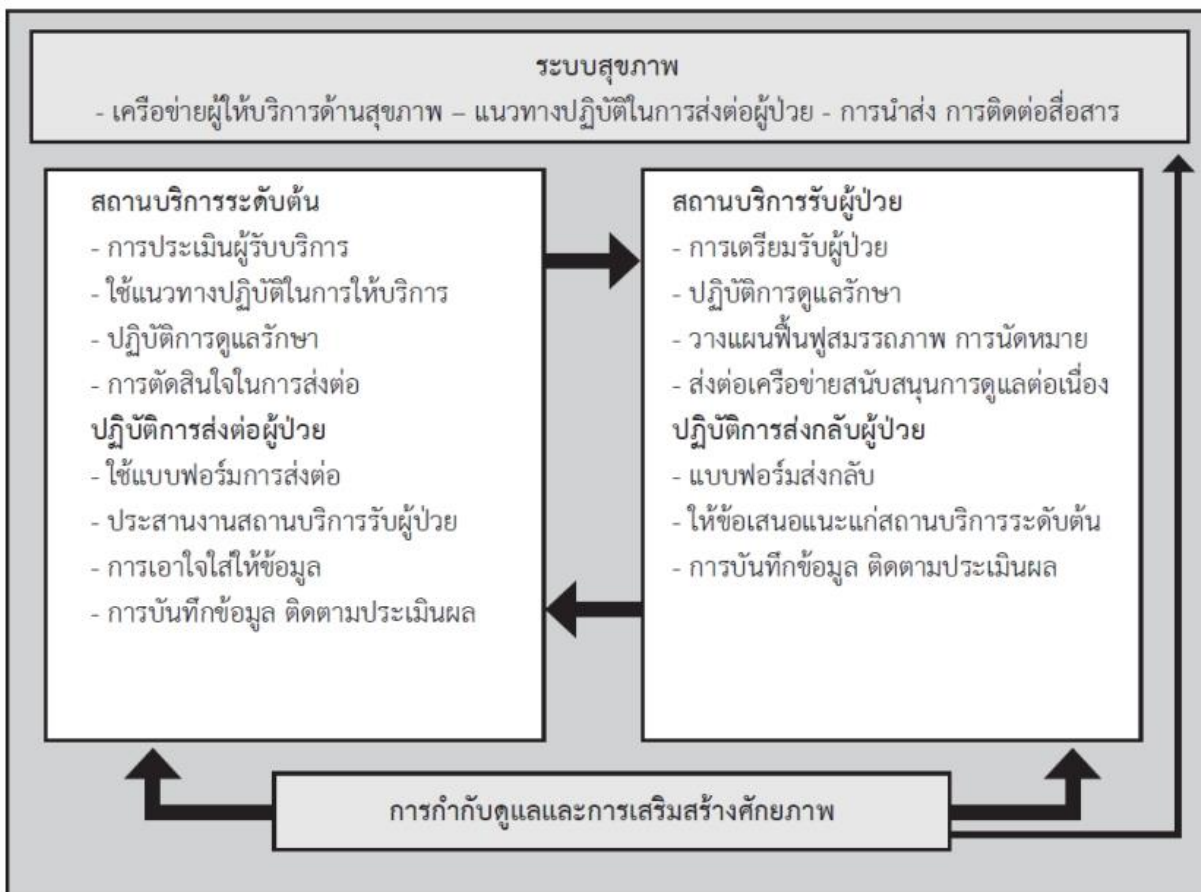 ระบบสุขภาพ
- เครือข่ายผู้ให้บริการด้านสุขภาพ – แนวทางปฏิบัติในการส่งต่อผู้ป่วย - การนำส่ง การติดต่อสื่อสาร
สถานบริการระดับต้น
- การประเมินผู้รับบริการ
- ใช้แนวทางปฏิบัติในการให้บริการ
- ปฏิบัติการดูแลรักษา
- การตัดสินใจในการส่งต่อ
ปฏิบัติการส่งต่อผู้ป่วย
- ใช้แบบฟอร์มการส่งต่อ
- ประสานงานสถานบริการรับผู้ป่วย
- การเอาใจใส่ให้ข้อมูล
- การบันทึกข้อมูล ติดตามประเมินผล
สถานบริการรับผู้ป่วย
- การเตรียมรับผู้ป่วย
- ปฏิบัติการดูแลรักษา
- วางแผนฟื้นฟูสมรรถภาพ การนัดหมาย
- ส่งต่อเครือข่ายสนับสนุนการดูแลต่อเนื่อง
ปฏิบัติการส่งกลับผู้ป่วย
- แบบฟอร์มส่งกลับ
- ให้ข้อเสนอแนะแก่สถานบริการระดับต้น
- การบันทึกข้อมูล ติดตามประเมินผล
การกำกับดูแลและการเสริมสร้างศักยภาพ